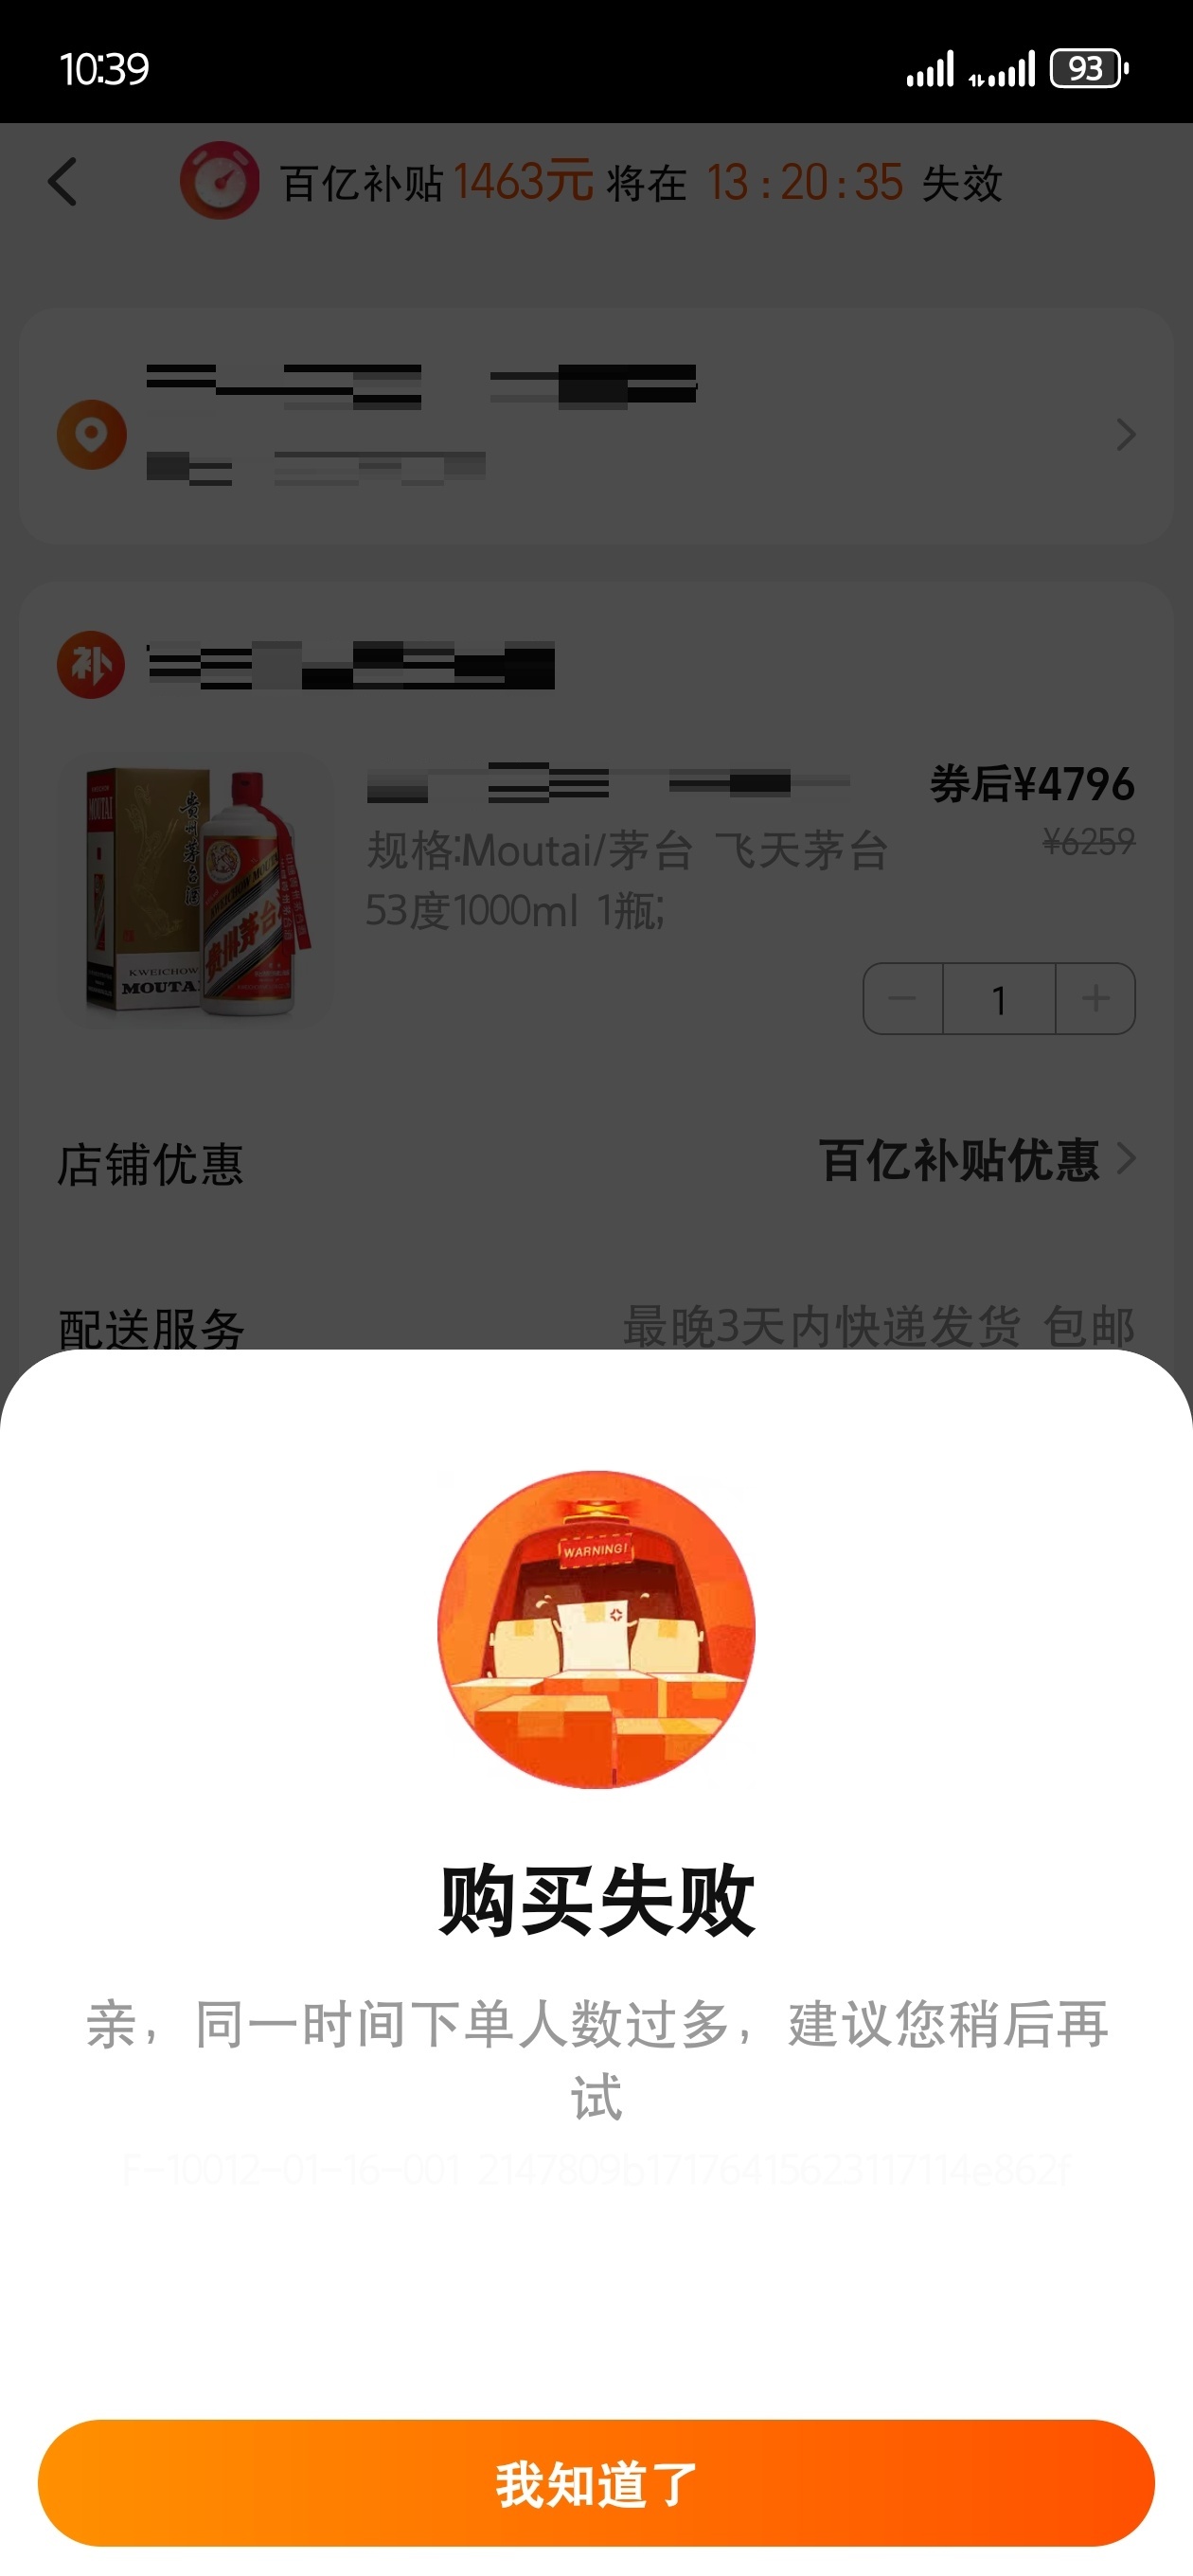 10:39
93
百亿补贴 1463元 将在 13:20:35 失效
补
券后¥4796
¥6259
规格:Moutai/茅台 飞天茅台
53度1000ml 1瓶;
MOUTAI
貴州茅台酒
KWEICHOW
MOUTAI
贵州茅台
1
店铺优惠
百亿补贴优惠
配送服务
最晚3天内快递发货 包邮
WARNING!
购买失败
亲，同一时间下单人数过多，建议您稍后再
试
F-10012-01-16-001 2147809b17176415623117114e862f
我知道了